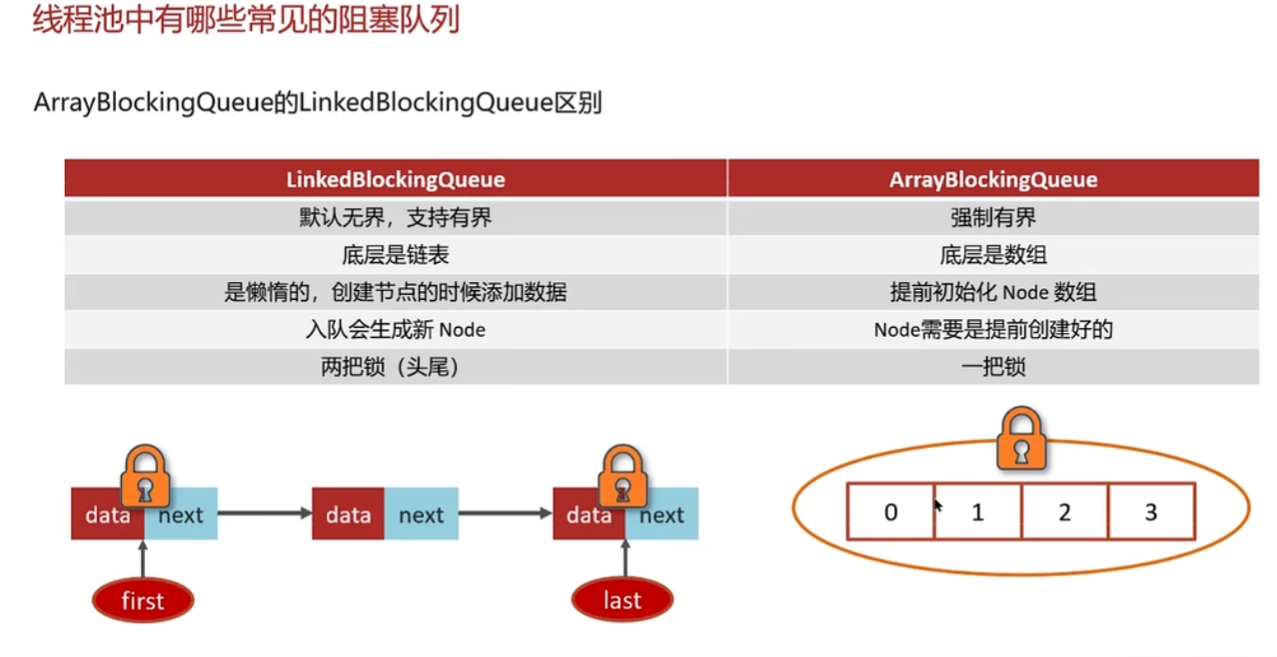 线程池中有哪些常见的阻塞队列
ArrayBlockingQueue的LinkedBlockingQueue区别
LinkedBlockingQueue ArrayBlockingQueue
默认无界，支持有界 强制有界
底层是链表 底层是数组
是懒惰的，创建节点的时候添加数据 提前初始化 Node 数组
入队会生成新 Node Node需要是提前创建好的
两把锁（头尾） 一把锁
data next data next data next 0 1 2 3
first last